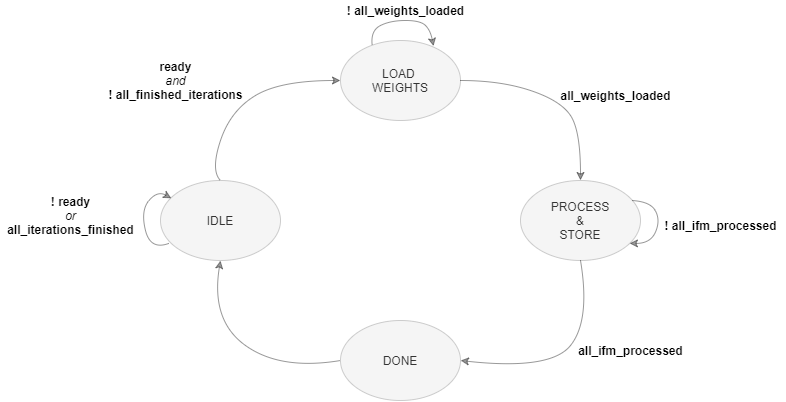 ! all_weights_loaded
LOAD
WEIGHTS
ready
and
! all_finished_iterations
all_weights_loaded
! ready
or
all_iterations_finished
IDLE
PROCESS
&
STORE
! all_ifm_processed
all_ifm_processed
DONE